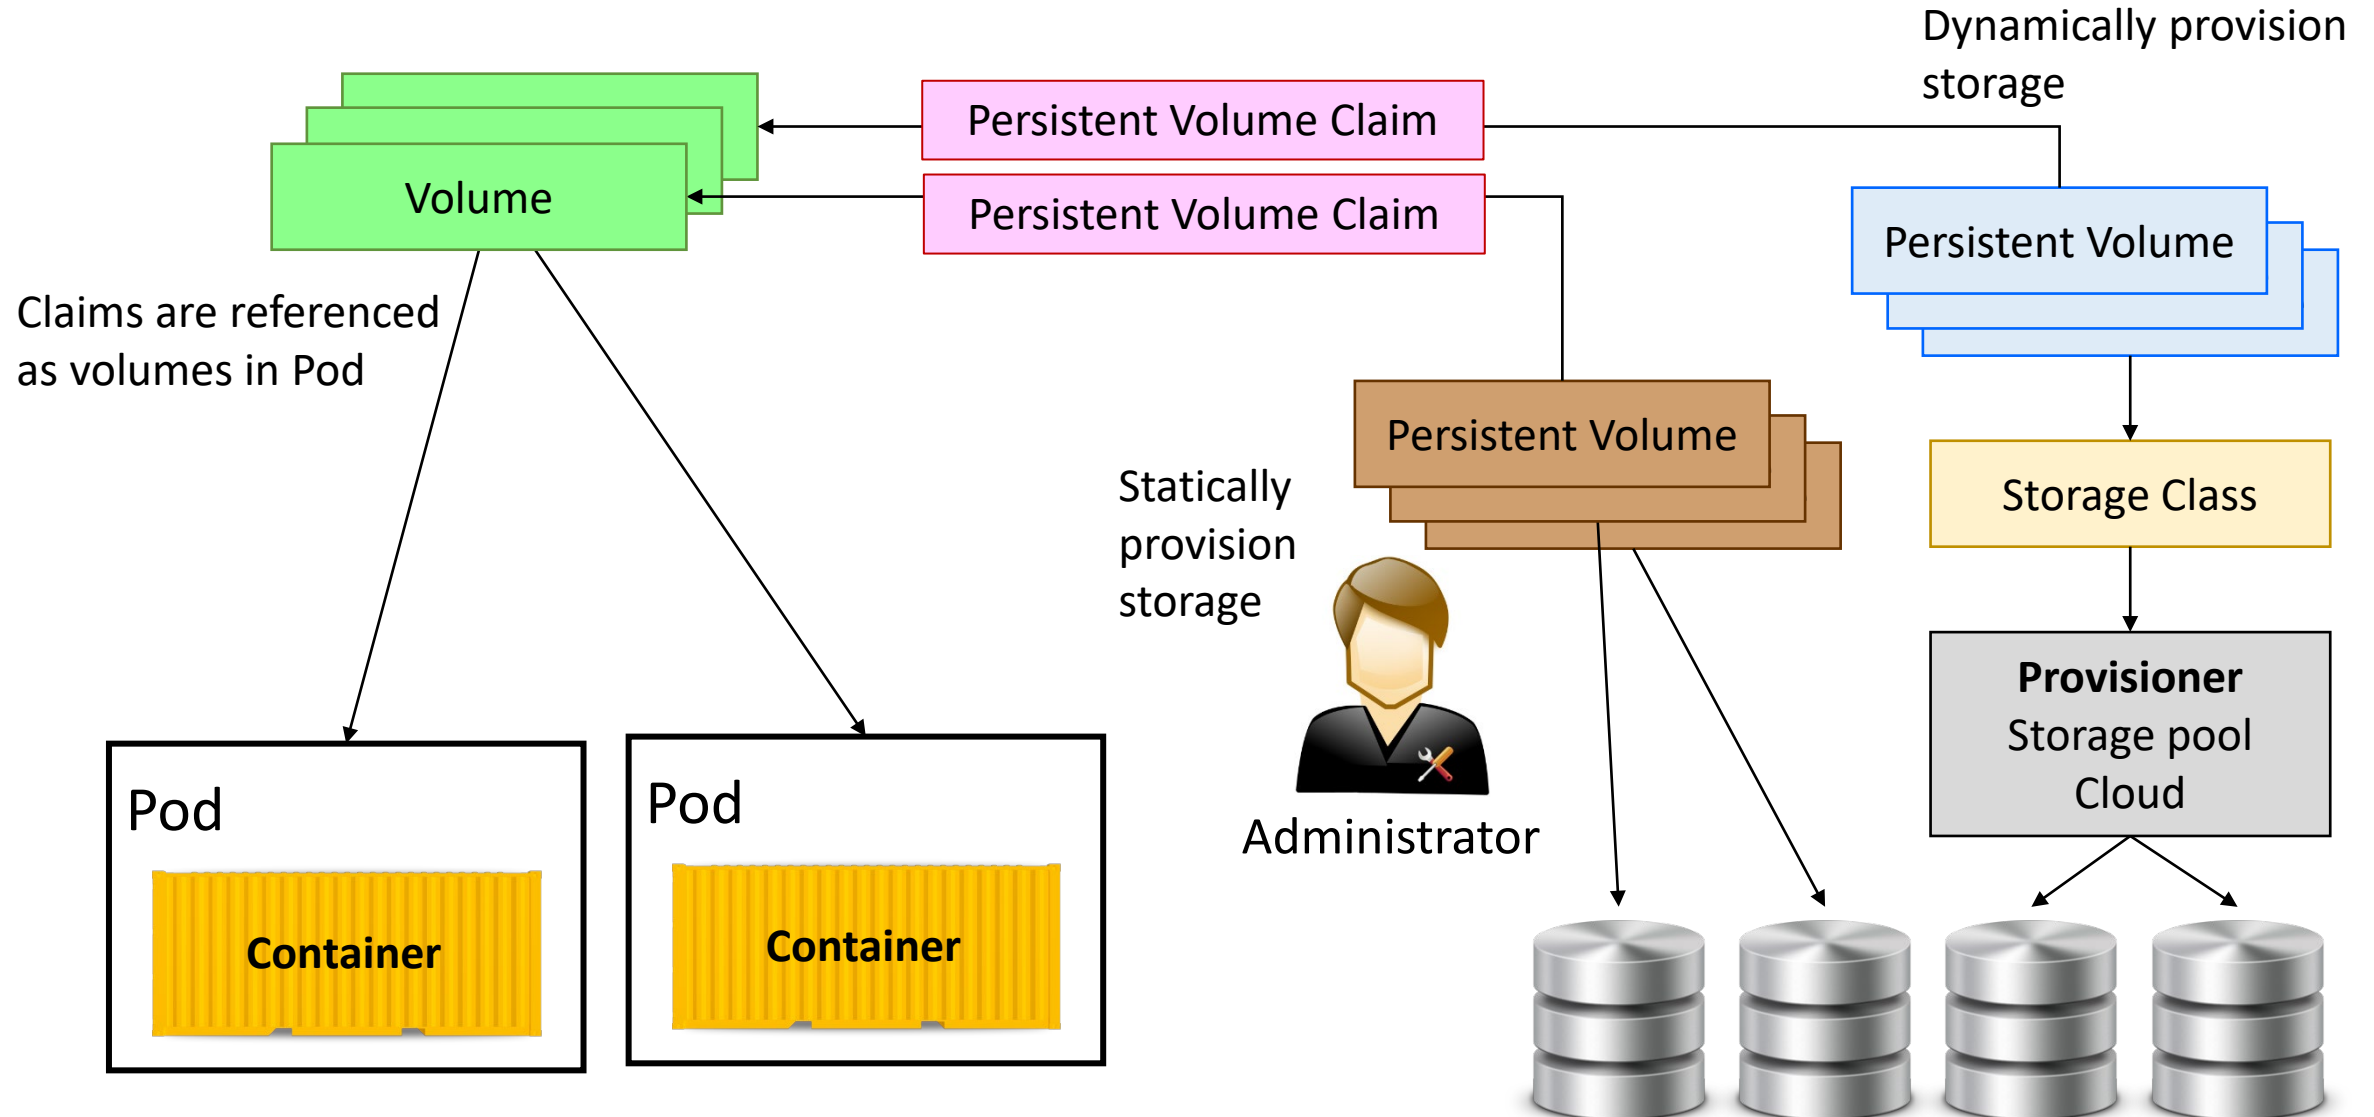 Dynamically provision
storage
Persistent Volume Claim
Volume
Persistent Volume Claim
Persistent Volume
Claims are referenced
as volumes in Pod
Persistent Volume
Statically
provision
storage
Storage Class
Provisioner
Storage pool
Cloud
Pod
Pod
Administrator
Container
Container